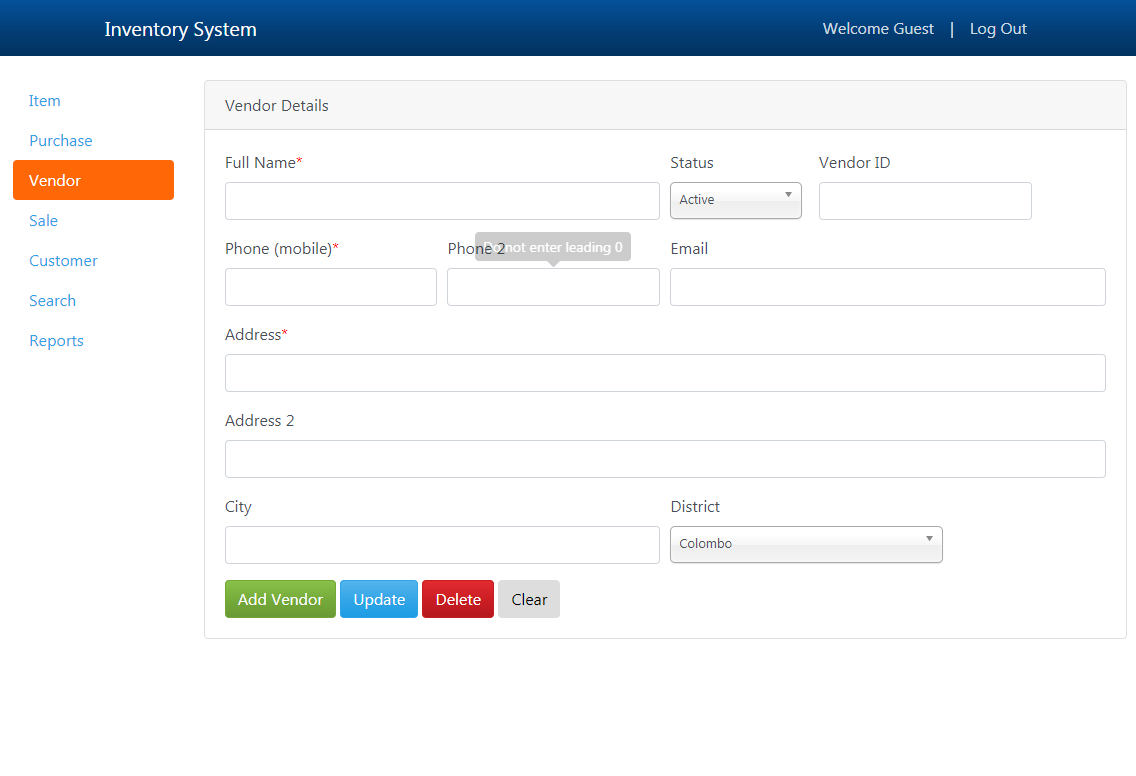 Inventory System
Welcome Guest | Log Out
Item
Purchase
Vendor
Sale
Customer
Search
Reports
Vendor Details
Full Name* Status Vendor ID
Active
Phone (mobile)* Phone 2 Email
Do not enter leading 0
Address*
Address 2
City District
Colombo
Add Vendor Update Delete Clear